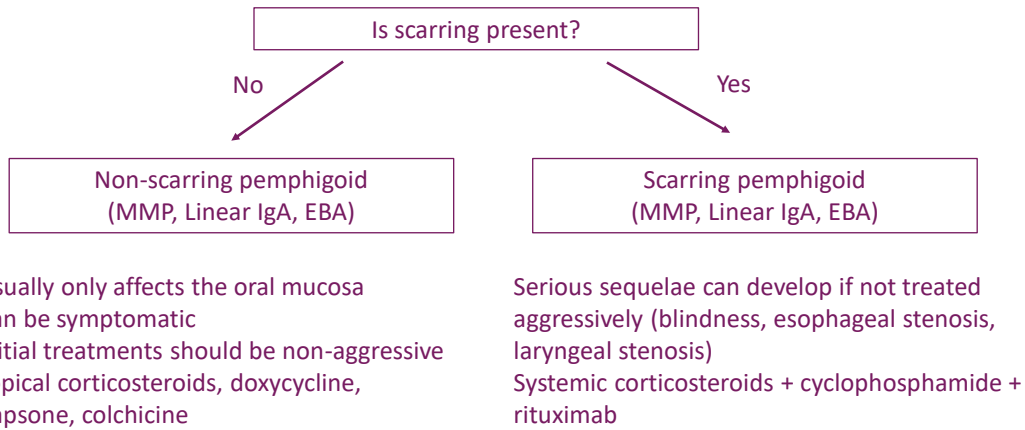 Is scarring present?
No
Yes
Non-scarring pemphigoid
(MMP, Linear IgA, EBA)
Scarring pemphigoid
(MMP, Linear IgA, EBA)
sually only affects the oral mucosa
an be symptomatic
itial treatments should be non-aggressive
opical corticosteroids, doxycycline,
apsone, colchicine
Serious sequelae can develop if not treated
aggressively (blindness, esophageal stenosis,
laryngeal stenosis)
Systemic corticosteroids + cyclophosphamide +
rituximab